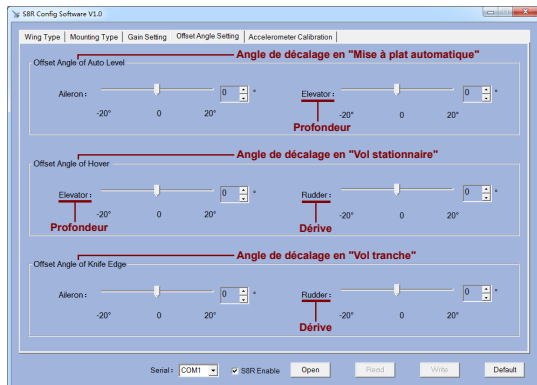 S8R Config Software V1.0
Wing Type Mounting Type Gain Setting Offset Angle Setting Accelerometer Calibration
Angle de décalage en "Mise à plat automatique"
Offset Angle of Auto Level
Aileron : 0 ° Elevator : 0 °
-20° 0 20° -20° 0 20°
Profondeur
Angle de décalage en "Vol stationnaire"
Offset Angle of Hover
Elevator : 0 ° Rudder : 0 °
-20° 0 20° -20° 0 20°
Profondeur Dérive
Angle de décalage en "Vol tranche"
Offset Angle of Knife Edge
Aileron : 0 ° Rudder : 0 °
-20° 0 20° -20° 0 20°
Dérive
Serial : COM1 S8R Enable Open Read Write Default